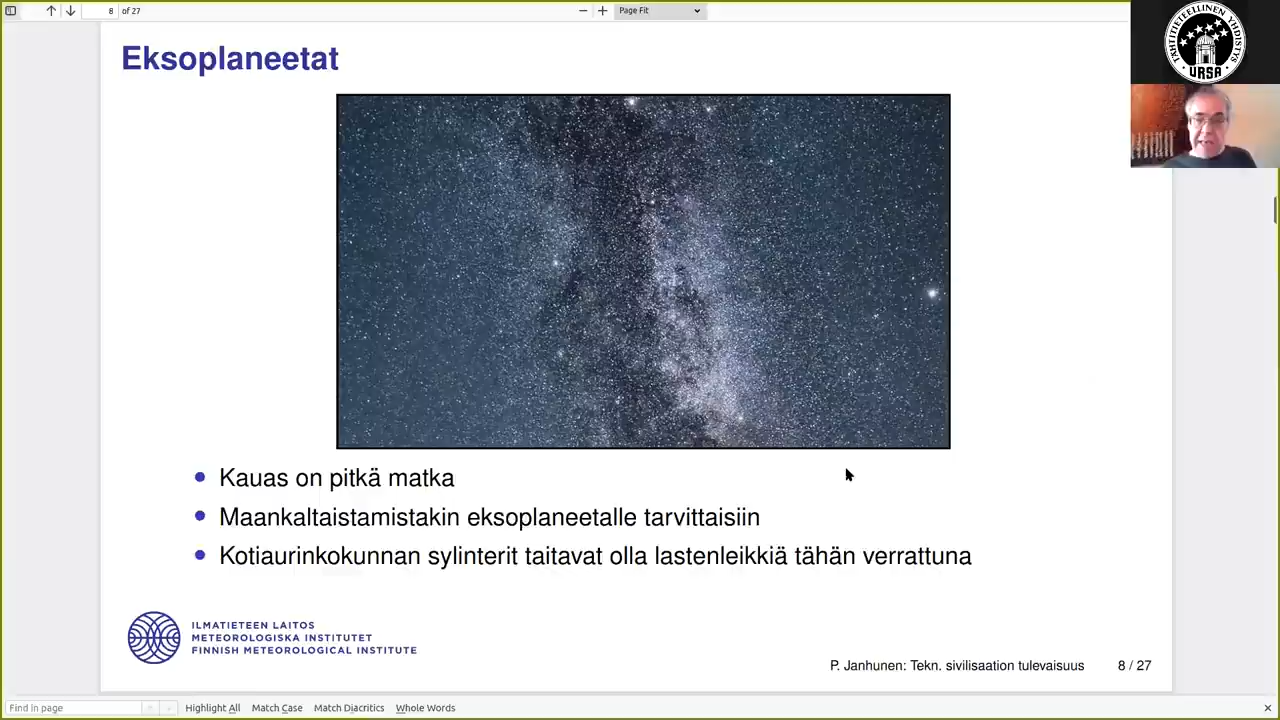 8 of 27
Page Fit
Eksoplaneetat
TÄHTITIETEELLINEN YHDISTYS
URSA
Kauas on pitkä matka
Maankaltaistamistakin eksoplaneetalle tarvittaisiin
Kotiaurinkokunnan sylinterit taitavat olla lastenleikkiä tähän verrattuna
ILMATIETEEN LAITOS
METEOROLOGISKA INSTITUTET
FINNISH METEOROLOGICAL INSTITUTE
P. Janhunen: Tekn. sivilisaation tulevaisuus 8 / 27
Find in page Highlight All Match Case Match Diacritics Whole Words